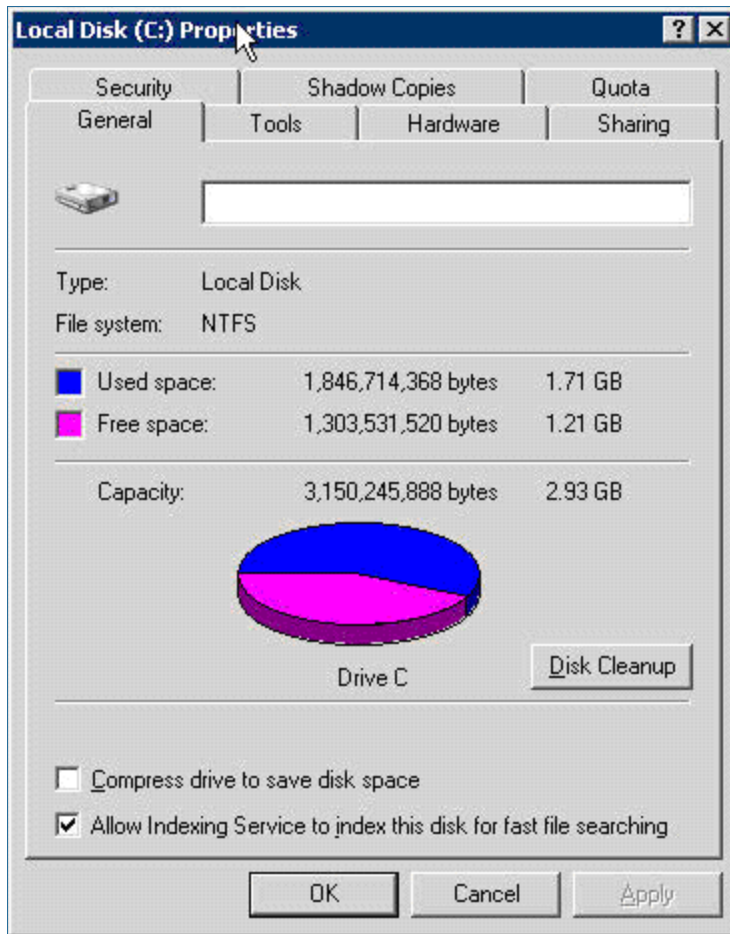 Local Disk (C:) Properties
Security Shadow Copies Quota
General Tools Hardware Sharing
Type: Local Disk
File system: NTFS
Used space: 1,846,714,368 bytes 1.71 GB
Free space: 1,303,531,520 bytes 1.21 GB
Capacity: 3,150,245,888 bytes 2.93 GB
Drive C
Disk Cleanup
Compress drive to save disk space
Allow Indexing Service to index this disk for fast file searching
OK Cancel Apply